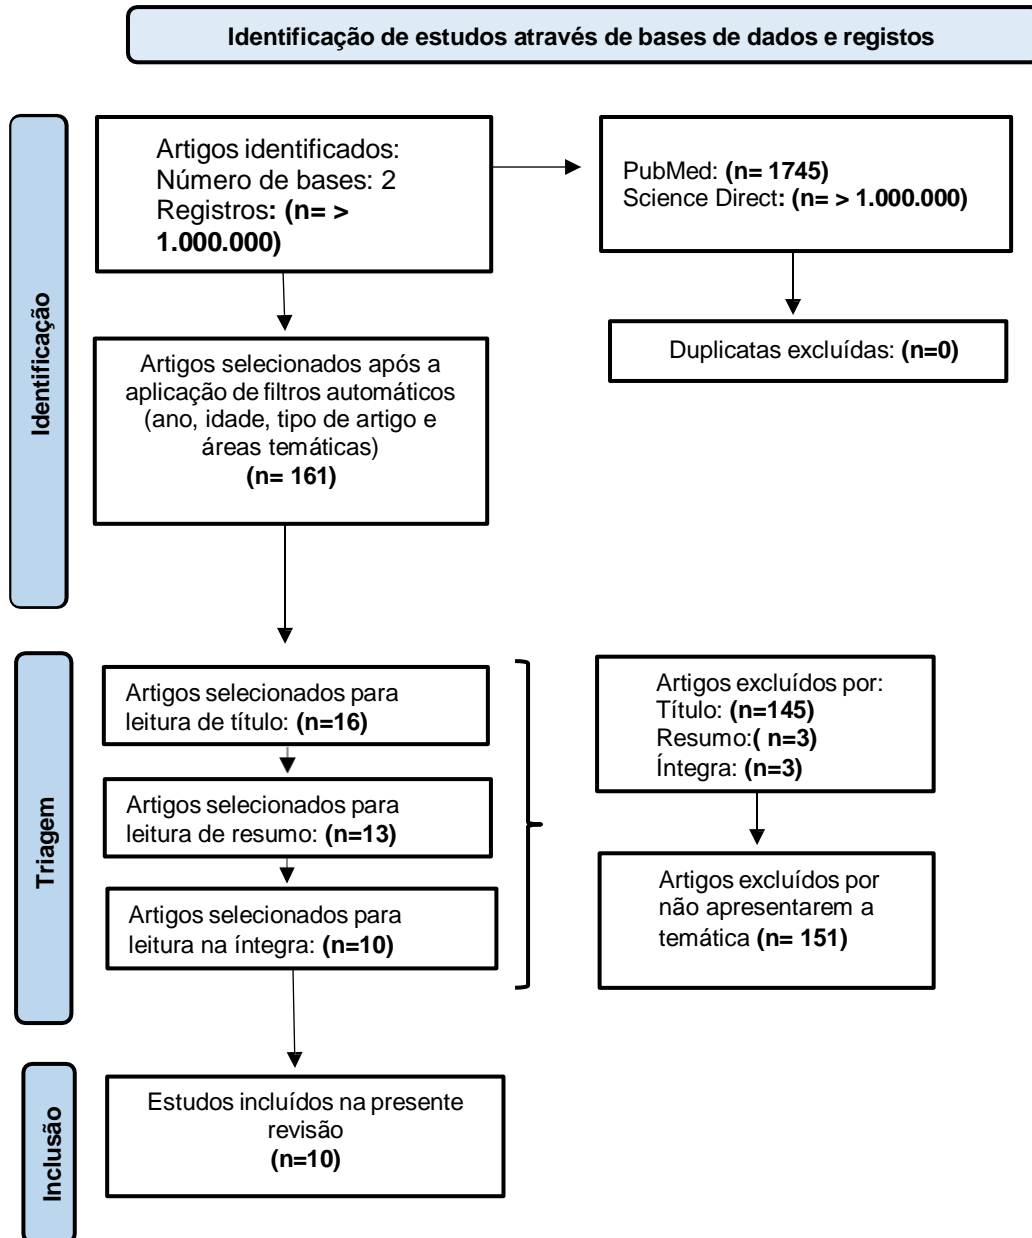 Identificação de estudos através de bases de dados e registos
Identificação
Artigos identificados:
Número de bases: 2
Registros: (n= >
1.000.000)
PubMed: (n= 1745)
Science Direct: (n= > 1.000.000)
Duplicatas excluídas: (n=0)
Artigos selecionados após a
aplicação de filtros automáticos
(ano, idade, tipo de artigo e
áreas temáticas)
(n= 161)
Triagem
Artigos selecionados para
leitura de título: (n=16)
Artigos selecionados para
leitura de resumo: (n=13)
Artigos selecionados para
leitura na íntegra: (n=10)
Artigos excluídos por:
Título: (n=145)
Resumo:( n=3)
Íntegra: (n=3)
Artigos excluídos por
não apresentarem a
temática (n= 151)
Inclusão
Estudos incluídos na presente
revisão
(n=10)